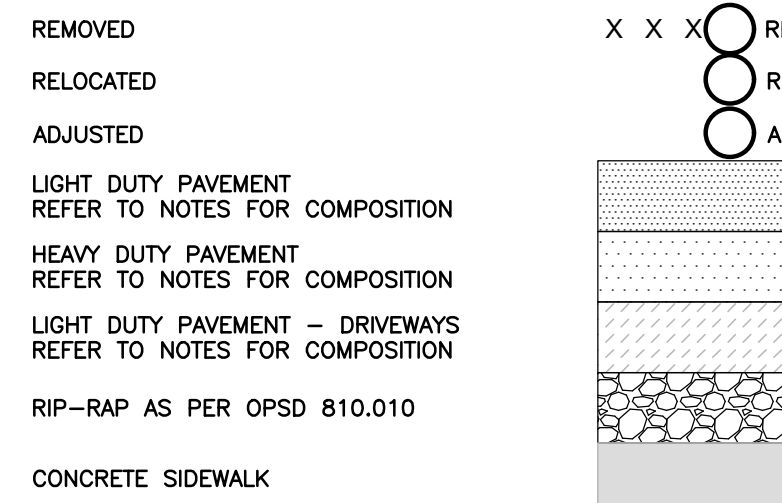 REMOVED X X X R
RELOCATED R
ADJUSTED A
LIGHT DUTY PAVEMENT
REFER TO NOTES FOR COMPOSITION
HEAVY DUTY PAVEMENT
REFER TO NOTES FOR COMPOSITION
LIGHT DUTY PAVEMENT – DRIVEWAYS
REFER TO NOTES FOR COMPOSITION
RIP–RAP AS PER OPSD 810.010
CONCRETE SIDEWALK